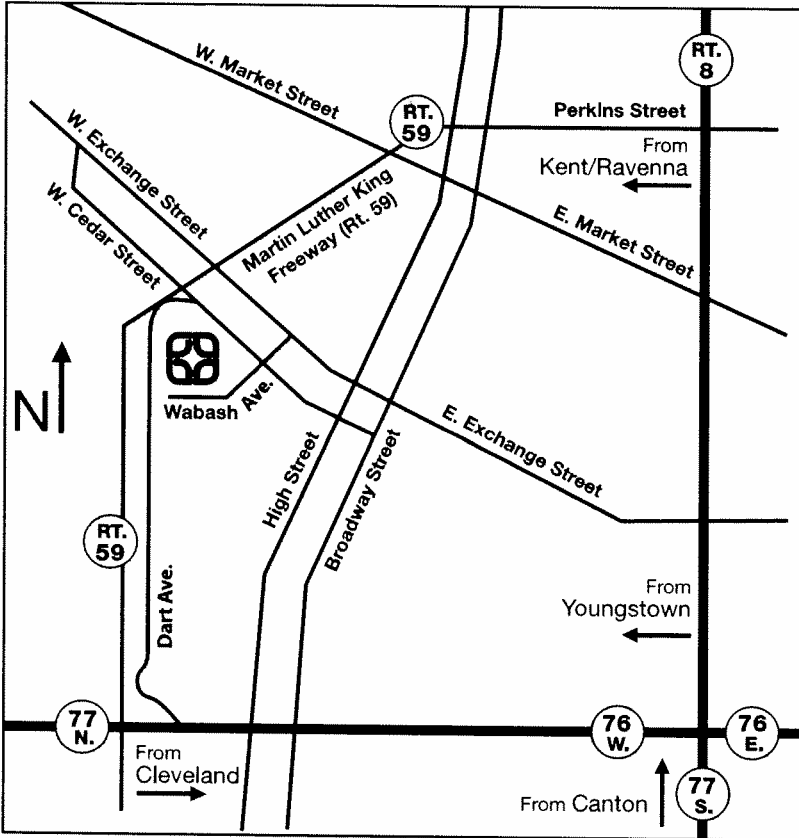 W. Market Street
RT.
8
RT.
59
PerkIns Street
From
Kent/Ravenna
W. Exchange Street
W. Cedar Street
Martin Luther King
Freeway (Rt. 59)
E. Market Street
N
Wabash Ave.
E. Exchange Street
High Street
Broadway Street
RT.
59
Dart Ave.
From
Youngstown
77
N.
76
W.
76
E.
From
Cleveland
From Canton
77
S.